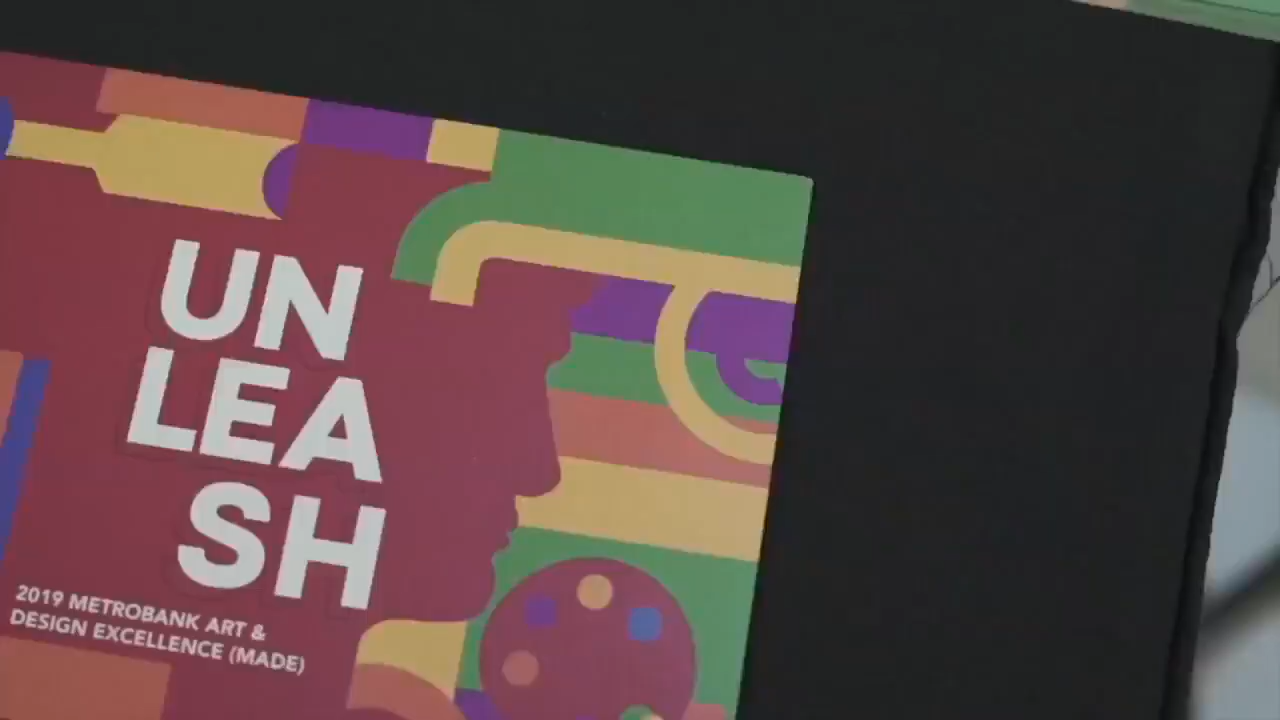 UN
LEA
SH
2019 METROBANK ART &
DESIGN EXCELLENCE (MADE)